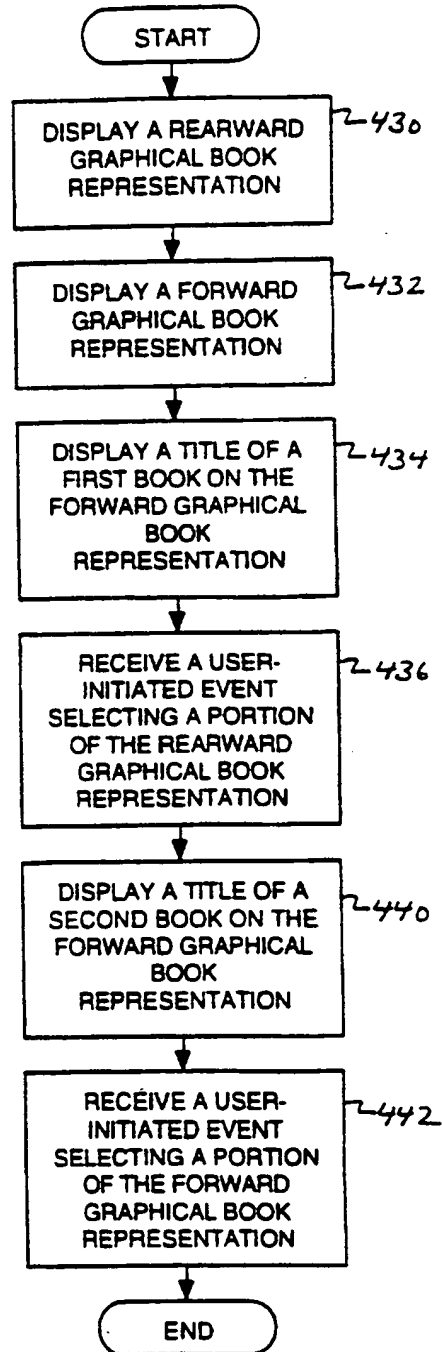 START
DISPLAY A REARWARD
GRAPHICAL BOOK
REPRESENTATION
430
DISPLAY A FORWARD
GRAPHICAL BOOK
REPRESENTATION
432
DISPLAY A TITLE OF A
FIRST BOOK ON THE
FORWARD GRAPHICAL
BOOK
REPRESENTATION
434
RECEIVE A USER-
INITIATED EVENT
SELECTING A PORTION
OF THE REARWARD
GRAPHICAL BOOK
REPRESENTATION
436
DISPLAY A TITLE OF A
SECOND BOOK ON THE
FORWARD GRAPHICAL
BOOK
REPRESENTATION
440
RECEIVE A USER-
INITIATED EVENT
SELECTING A PORTION
OF THE FORWARD
GRAPHICAL BOOK
REPRESENTATION
442
END